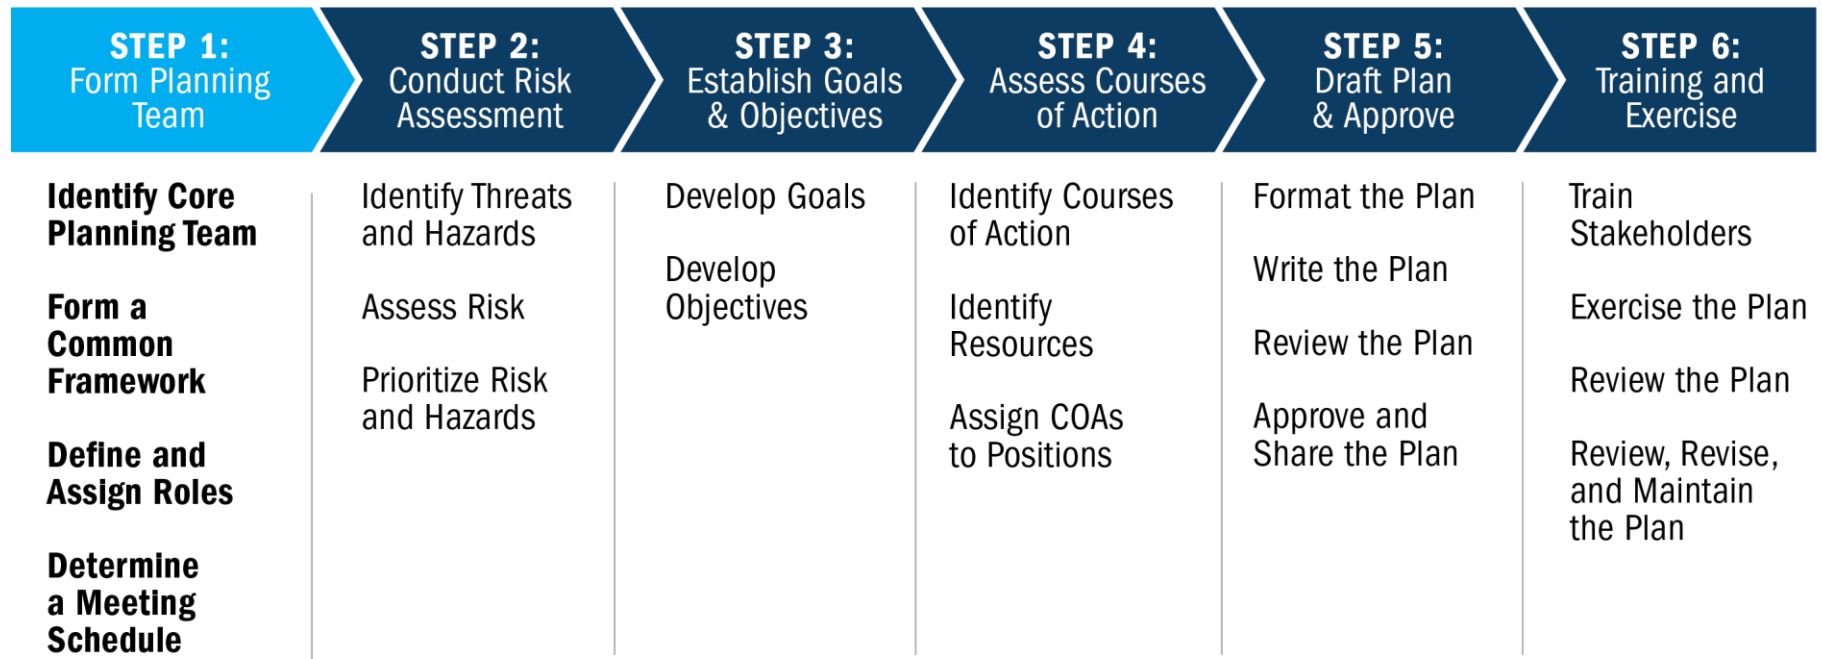 STEP 1:
Form Planning
Team
STEP 2:
Conduct Risk
Assessment
STEP 3:
Establish Goals
& Objectives
STEP 4:
Assess Courses
of Action
STEP 5:
Draft Plan
& Approve
STEP 6:
Training and
Exercise
Identify Core
Planning Team
Form a
Common
Framework
Define and
Assign Roles
Determine
a Meeting
Schedule
Identify Threats
and Hazards
Assess Risk
Prioritize Risk
and Hazards
Develop Goals
Develop
Objectives
Identify Courses
of Action
Identify
Resources
Assign COAs
to Positions
Format the Plan
Write the Plan
Review the Plan
Approve and
Share the Plan
Train
Stakeholders
Exercise the Plan
Review the Plan
Review, Revise,
and Maintain
the Plan